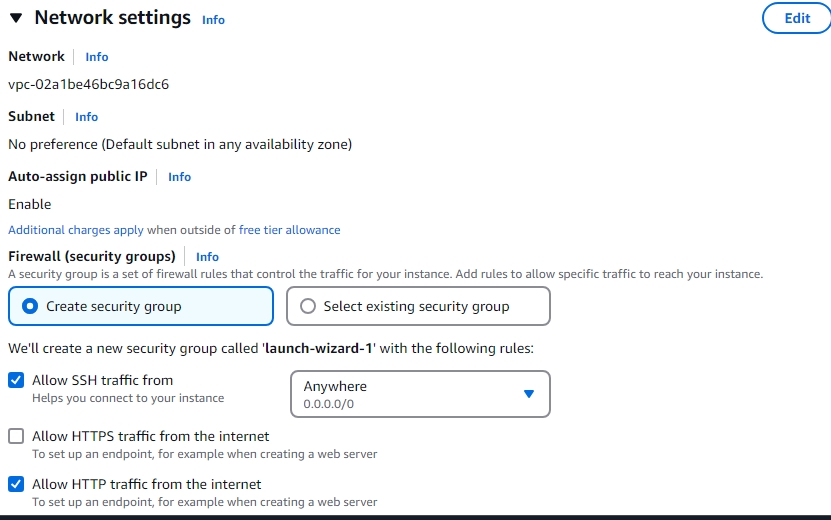 Network settings Info Edit
Network Info
vpc-02a1be46bc9a16dc6
Subnet Info
No preference (Default subnet in any availability zone)
Auto-assign public IP Info
Enable
Additional charges apply when outside of free tier allowance
Firewall (security groups) Info
A security group is a set of firewall rules that control the traffic for your instance. Add rules to allow specific traffic to reach your instance.
Create security group Select existing security group
We'll create a new security group called 'launch-wizard-1' with the following rules:
Allow SSH traffic from Anywhere
Helps you connect to your instance 0.0.0.0/0
Allow HTTPS traffic from the internet
To set up an endpoint, for example when creating a web server
Allow HTTP traffic from the internet
To set up an endpoint, for example when creating a web server